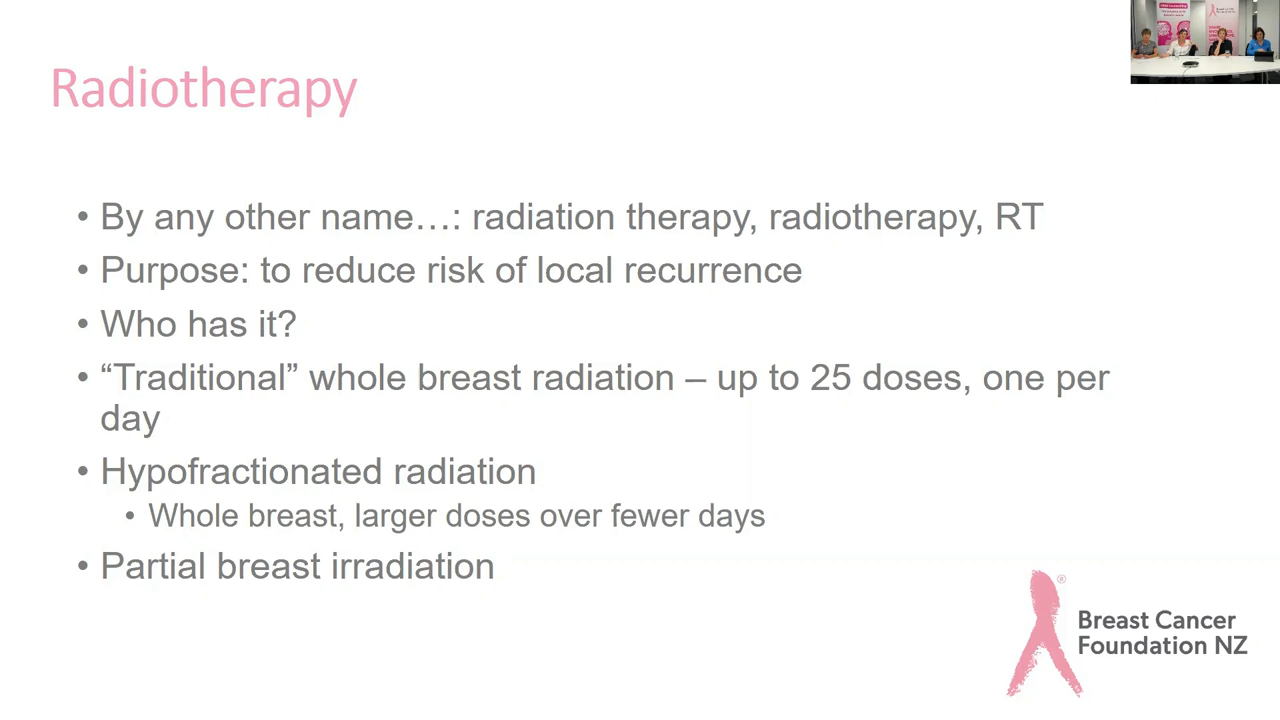 Radiotherapy
• By any other name…: radiation therapy, radiotherapy, RT
• Purpose: to reduce risk of local recurrence
• Who has it?
• “Traditional” whole breast radiation – up to 25 doses, one per
day
• Hypofractionated radiation
• Whole breast, larger doses over fewer days
• Partial breast irradiation
®
Breast Cancer
Foundation NZ